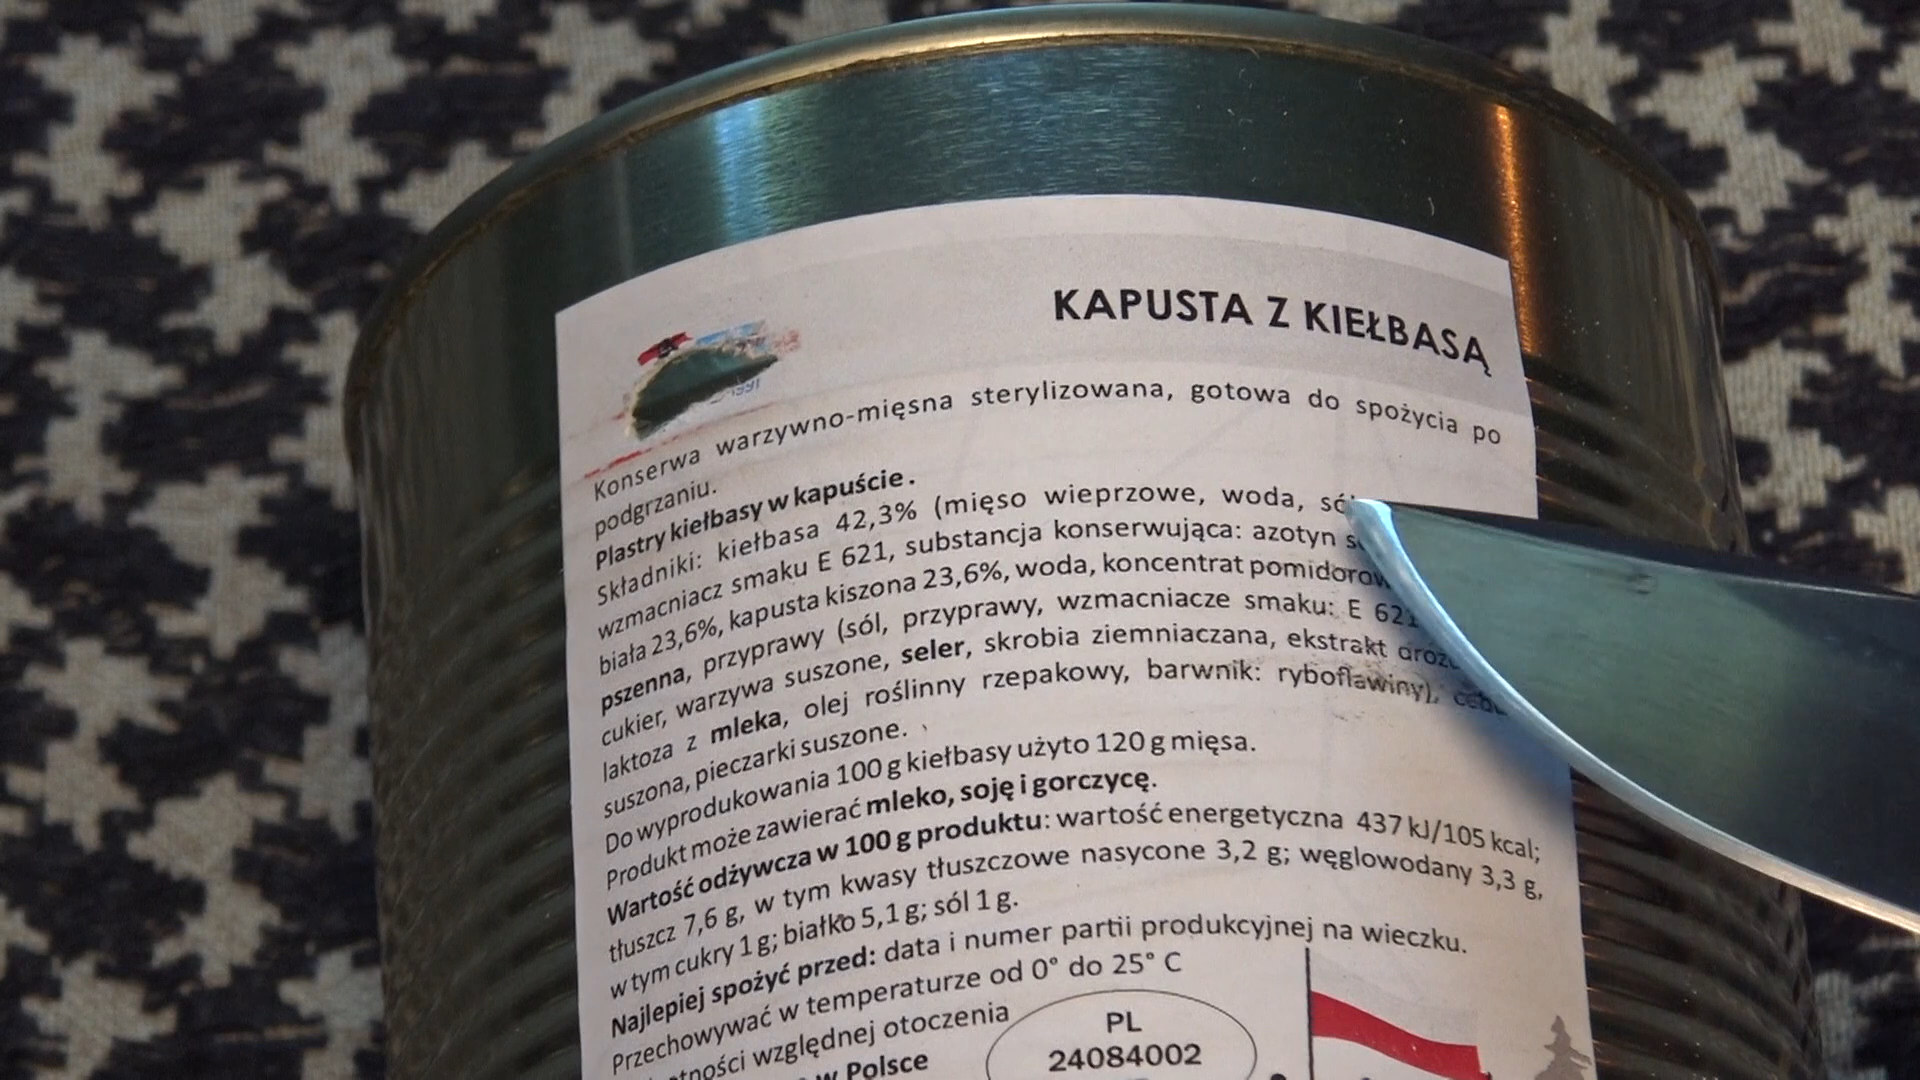 KAPUSTA Z KIEŁBASĄ
Konserwa warzywno-mięsna sterylizowana, gotowa do spożycia po
podgrzaniu.
Plastry kiełbasy w kapuście.
Składniki: kiełbasa 42,3% (mięso wieprzowe, woda,
wzmacniacz smaku E 621, substancja konserwująca: azotyn
biała 23,6%, kapusta kiszona 23,6%, woda, koncentrat
pszenna, przyprawy (sól, przyprawy, wzmacniacze smaku: E
cukier, warzywa suszone, seler, skrobia ziemniaczana, ekstrakt
laktoza z mleka, olej roślinny rzepakowy, barwnik: ryboflawiny),
suszona, pieczarki suszone.
Do wyprodukowania 100 g kiełbasy użyto 120 g mięsa.
Produkt może zawierać mleko, soję i gorczycę.
Wartość odżywcza w 100 g produktu: wartość energetyczna 437 kJ/105 kcal;
tłuszcz 7,6 g, w tym kwasy tłuszczowe nasycone 3,2 g; węglowodany 3,3 g,
w tym cukry 1 g; białko 5,1 g; sól 1 g.
Najlepiej spożyć przed: data i numer partii produkcyjnej na wieczku.
Przechowywać w temperaturze od 0° do 25° C
względnej otoczenia
w Polsce
PL
24084002